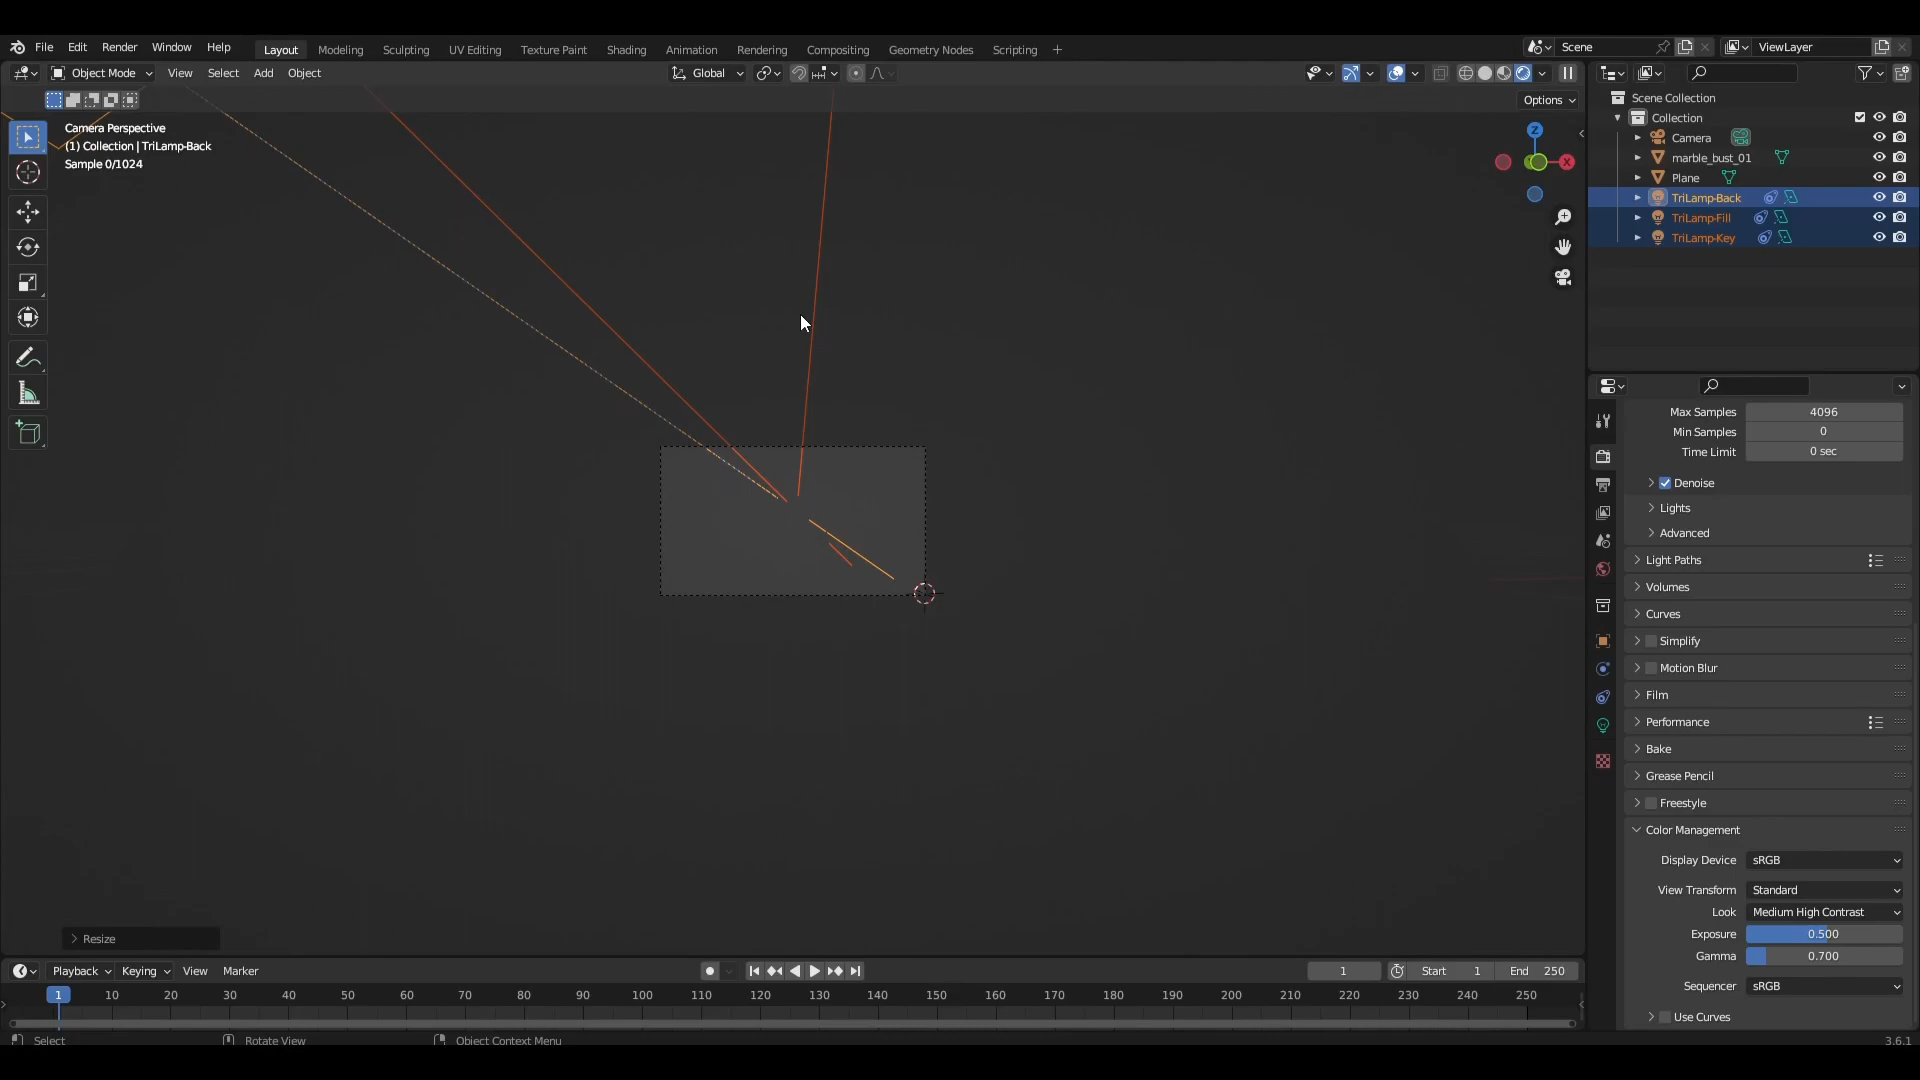 File Edit Render Window Help
Layout Modeling Sculpting UV Editing Texture Paint Shading Animation Rendering Compositing Geometry Nodes Scripting +
Scene
ViewLayer
Object Mode View Select Add Object
Global
Options
Camera Perspective
(1) Collection | TriLamp-Back
Sample 0/1024
Z
X
Scene Collection
Collection
Camera
marble_bust_01
Plane
TriLamp-Back
TriLamp-Fill
TriLamp-Key
Max Samples 4096
Min Samples 0
Time Limit 0 sec
Denoise
Lights
Advanced
Light Paths
Volumes
Curves
Simplify
Motion Blur
Film
Performance
Bake
Grease Pencil
Freestyle
Color Management
Display Device sRGB
View Transform Standard
Look Medium High Contrast
Exposure 0.500
Gamma 0.700
Sequencer sRGB
Use Curves
Resize
Playback Keying View Marker
1 Start 1 End 250
1 10 20 30 40 50 60 70 80 90 100 110 120 130 140 150 160 170 180 190 200 210 220 230 240 250
Select Rotate View Object Context Menu
3.6.1